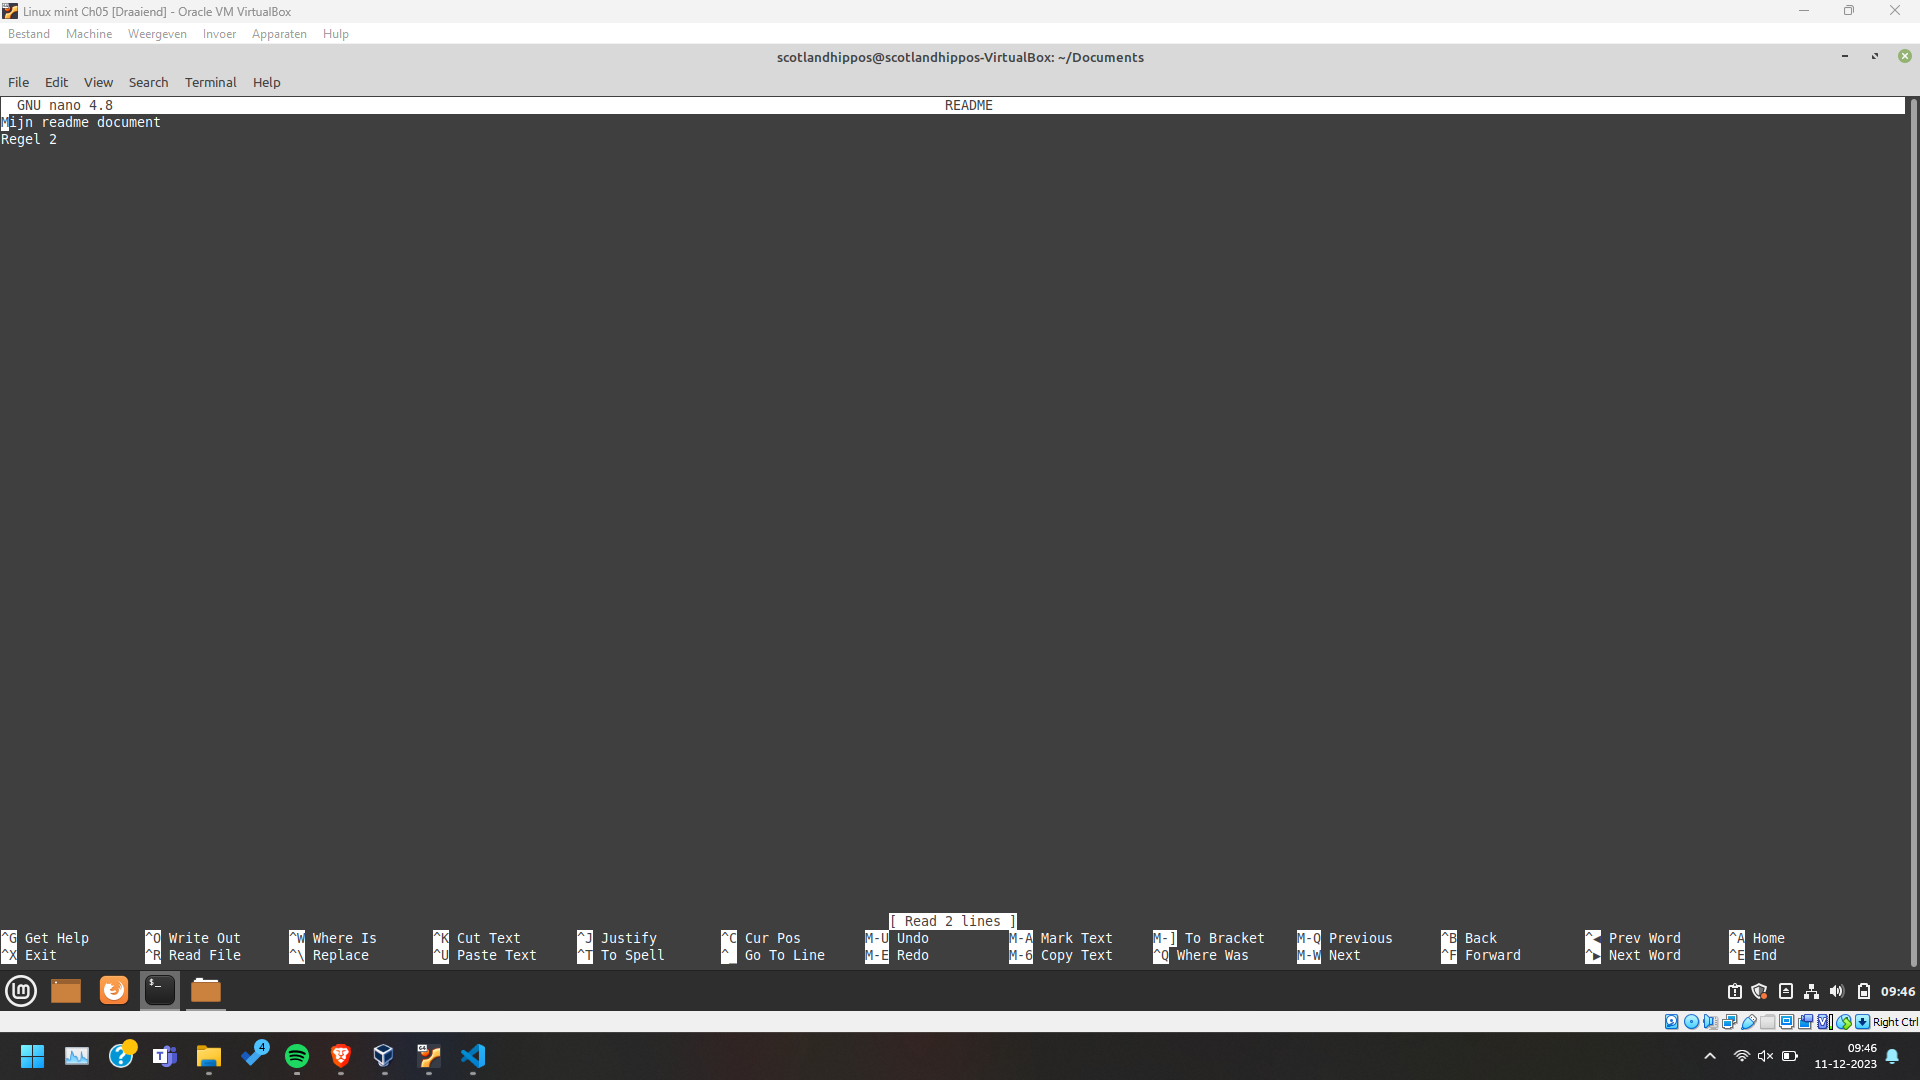 Linux mint Ch05 [Draaiend] - Oracle VM VirtualBox
Bestand Machine Weergeven Invoer Apparaten Hulp
scotlandhippos@scotlandhippos-VirtualBox: ~/Documents
File Edit View Search Terminal Help
GNU nano 4.8 README
Mijn readme document
Regel 2
[ Read 2 lines ]
^G Get Help ^O Write Out ^W Where Is ^K Cut Text ^J Justify ^C Cur Pos M-U Undo M-A Mark Text M-] To Bracket M-Q Previous ^B Back ^◀ Prev Word ^A Home
^X Exit ^R Read File ^\ Replace ^U Paste Text ^T To Spell ^_ Go To Line M-E Redo M-6 Copy Text ^Q Where Was M-W Next ^F Forward ^▶ Next Word ^E End
09:46
Right Ctrl
4
09:46
11-12-2023